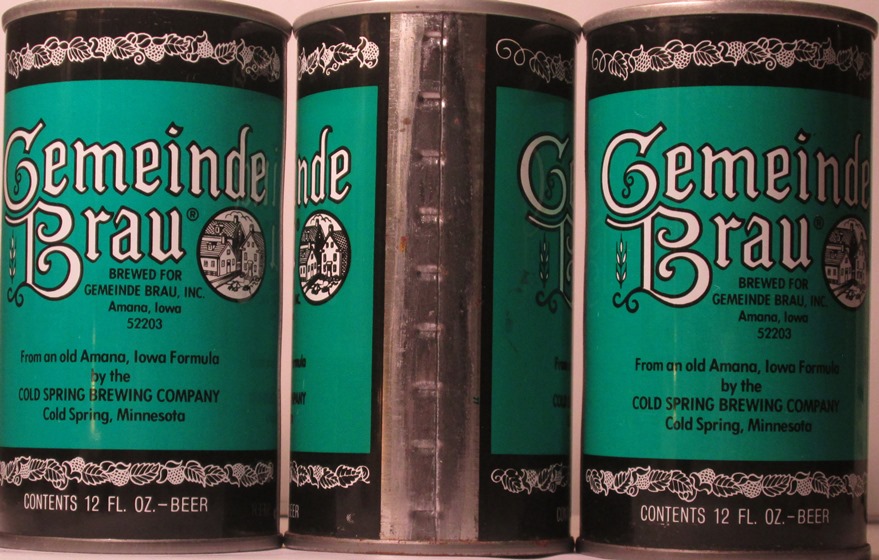 Gemeinde
Brau®
BREWED FOR
GEMEINDE BRAU, INC.
Amana, Iowa
52203
From an old Amana, Iowa Formula
by the
COLD SPRING BREWING COMPANY
Cold Spring, Minnesota
CONTENTS 12 FL. OZ.–BEER
nde
Ge
Gemeinde
Brau®
BREWED FOR
GEMEINDE BRAU, INC.
Amana, Iowa
52203
From an old Amana, Iowa Formula
by the
COLD SPRING BREWING COMPANY
Cold Spring, Minnesota
CONTENTS 12 FL. OZ.–BEER